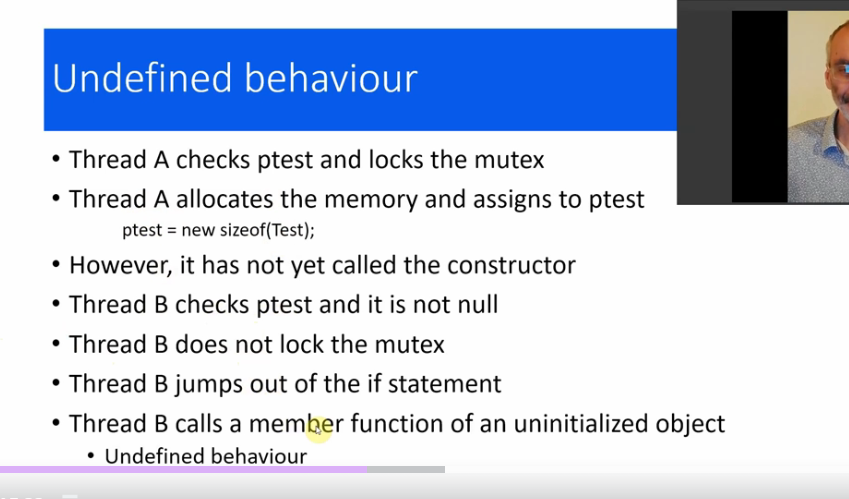 Undefined behaviour
• Thread A checks ptest and locks the mutex
• Thread A allocates the memory and assigns to ptest
ptest = new sizeof(Test);
• However, it has not yet called the constructor
• Thread B checks ptest and it is not null
• Thread B does not lock the mutex
• Thread B jumps out of the if statement
• Thread B calls a member function of an uninitialized object
• Undefined behaviour